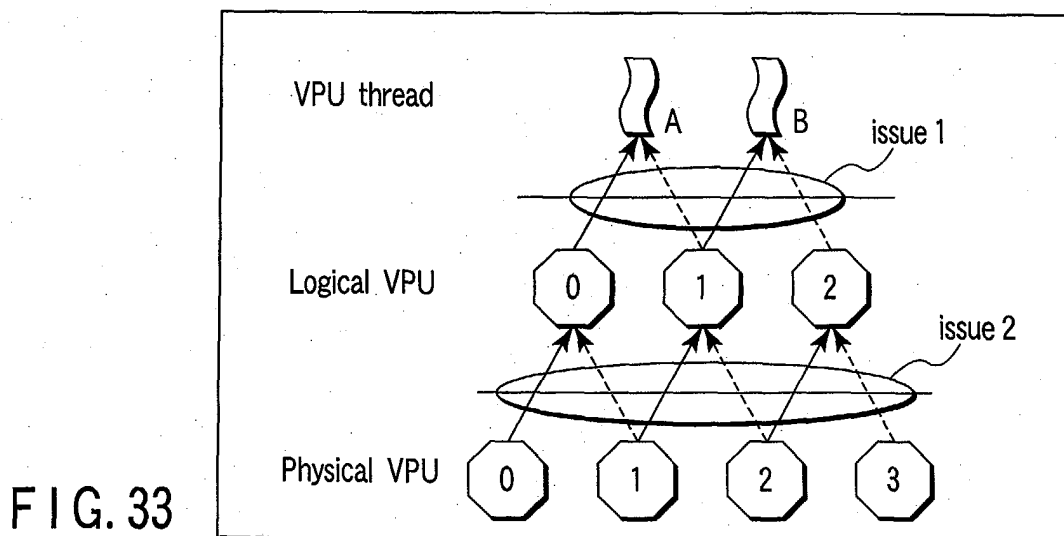 VPU thread
A
B
issue 1
Logical VPU
0
1
2
issue 2
Physical VPU
0
1
2
3
FIG. 33